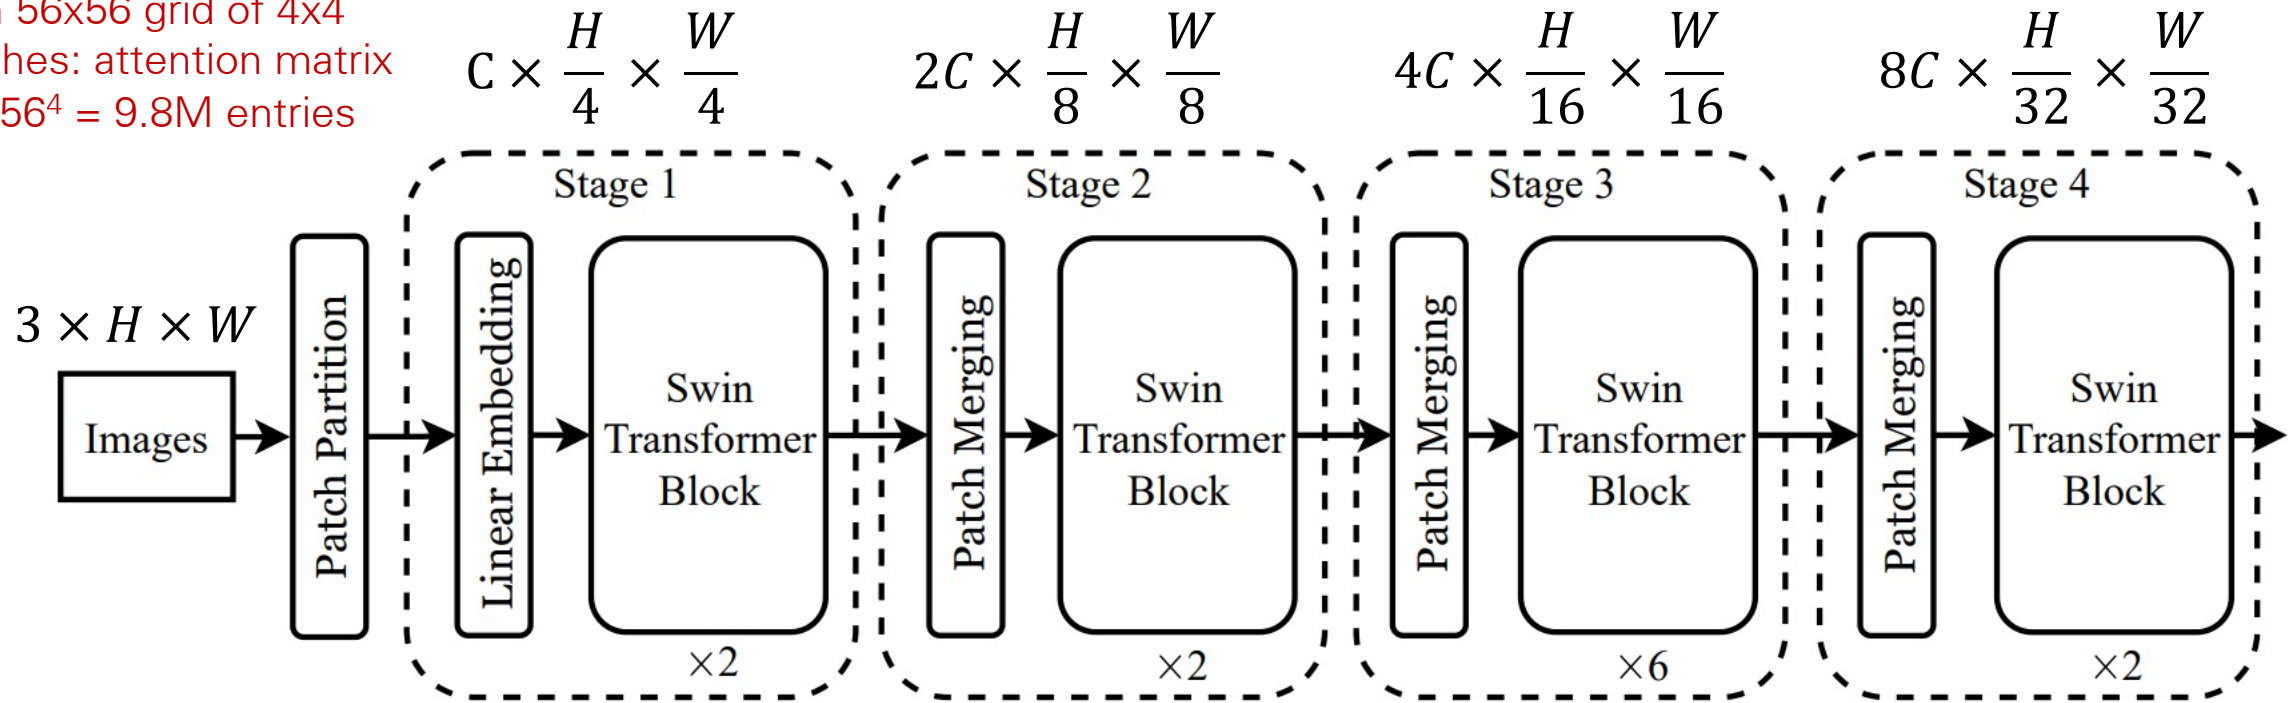 56x56 grid of 4x4
hes: attention matrix
56⁴ = 9.8M entries
C × H/4 × W/4
2C × H/8 × W/8
4C × H/16 × W/16
8C × H/32 × W/32
Stage 1
Stage 2
Stage 3
Stage 4
3 × H × W
Images
Patch Partition
Linear Embedding
Swin
Transformer
Block
×2
Patch Merging
Swin
Transformer
Block
×2
Patch Merging
Swin
Transformer
Block
×6
Patch Merging
Swin
Transformer
Block
×2